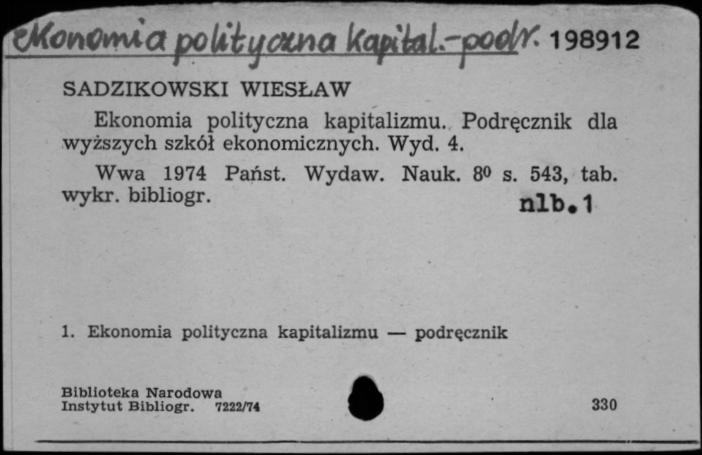 ekonomia polityczna kapital.-podr. 198912
SADZIKOWSKI WIESŁAW
Ekonomia polityczna kapitalizmu. Podręcznik dla
wyższych szkół ekonomicznych. Wyd. 4.
Wwa 1974 Państ. Wydaw. Nauk. 8⁰ s. 543, tab.
wykr. bibliogr.
nlb.1
1. Ekonomia polityczna kapitalizmu — podręcznik
Biblioteka Narodowa
Instytut Bibliogr. 7222/74
330